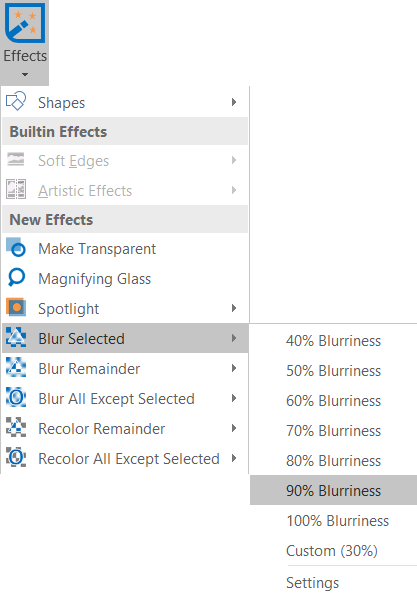 Effects
Shapes
Builtin Effects
Soft Edges
Artistic Effects
New Effects
Make Transparent
Magnifying Glass
Spotlight
Blur Selected
Blur Remainder
Blur All Except Selected
Recolor Remainder
Recolor All Except Selected
40% Blurriness
50% Blurriness
60% Blurriness
70% Blurriness
80% Blurriness
90% Blurriness
100% Blurriness
Custom (30%)
Settings